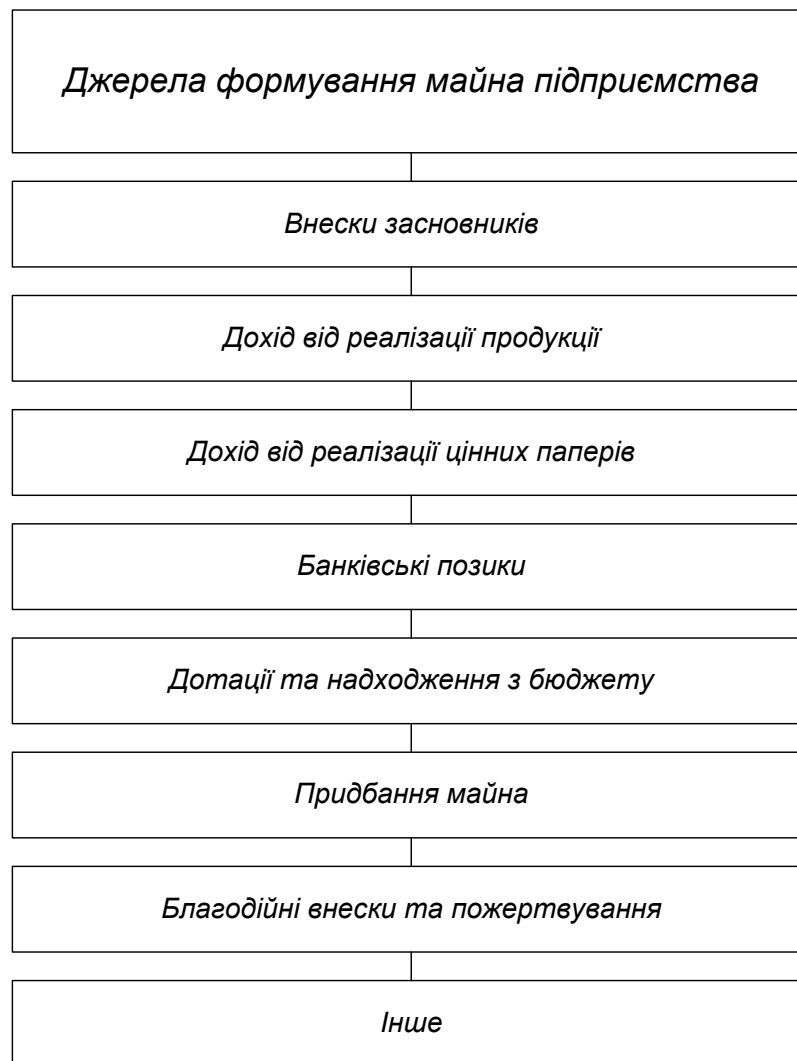 Джерела формування майна підприємства
Внески засновників
Дохід від реалізації продукції
Дохід від реалізації цінних паперів
Банківські позики
Дотації та надходження з бюджету
Придбання майна
Благодійні внески та пожертвування
Інше